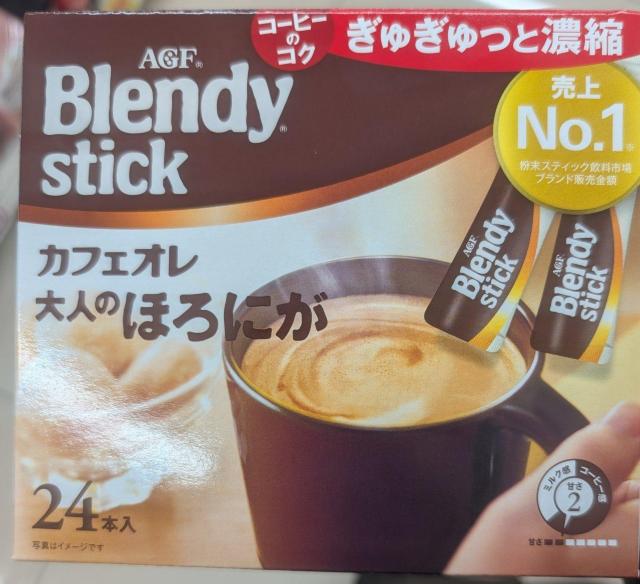 コーヒーの
コク
ぎゅぎゅっと濃縮
AGF®
Blendy®
stick
売上
No.1※
粉末スティック飲料市場
ブランド販売金額
AGF
Blendy
stick
AGF
Blendy
stick
カフェオレ
大人のほろにが
24本入
写真はイメージです
ミルク感
コーヒー感
甘さ
2
甘さ